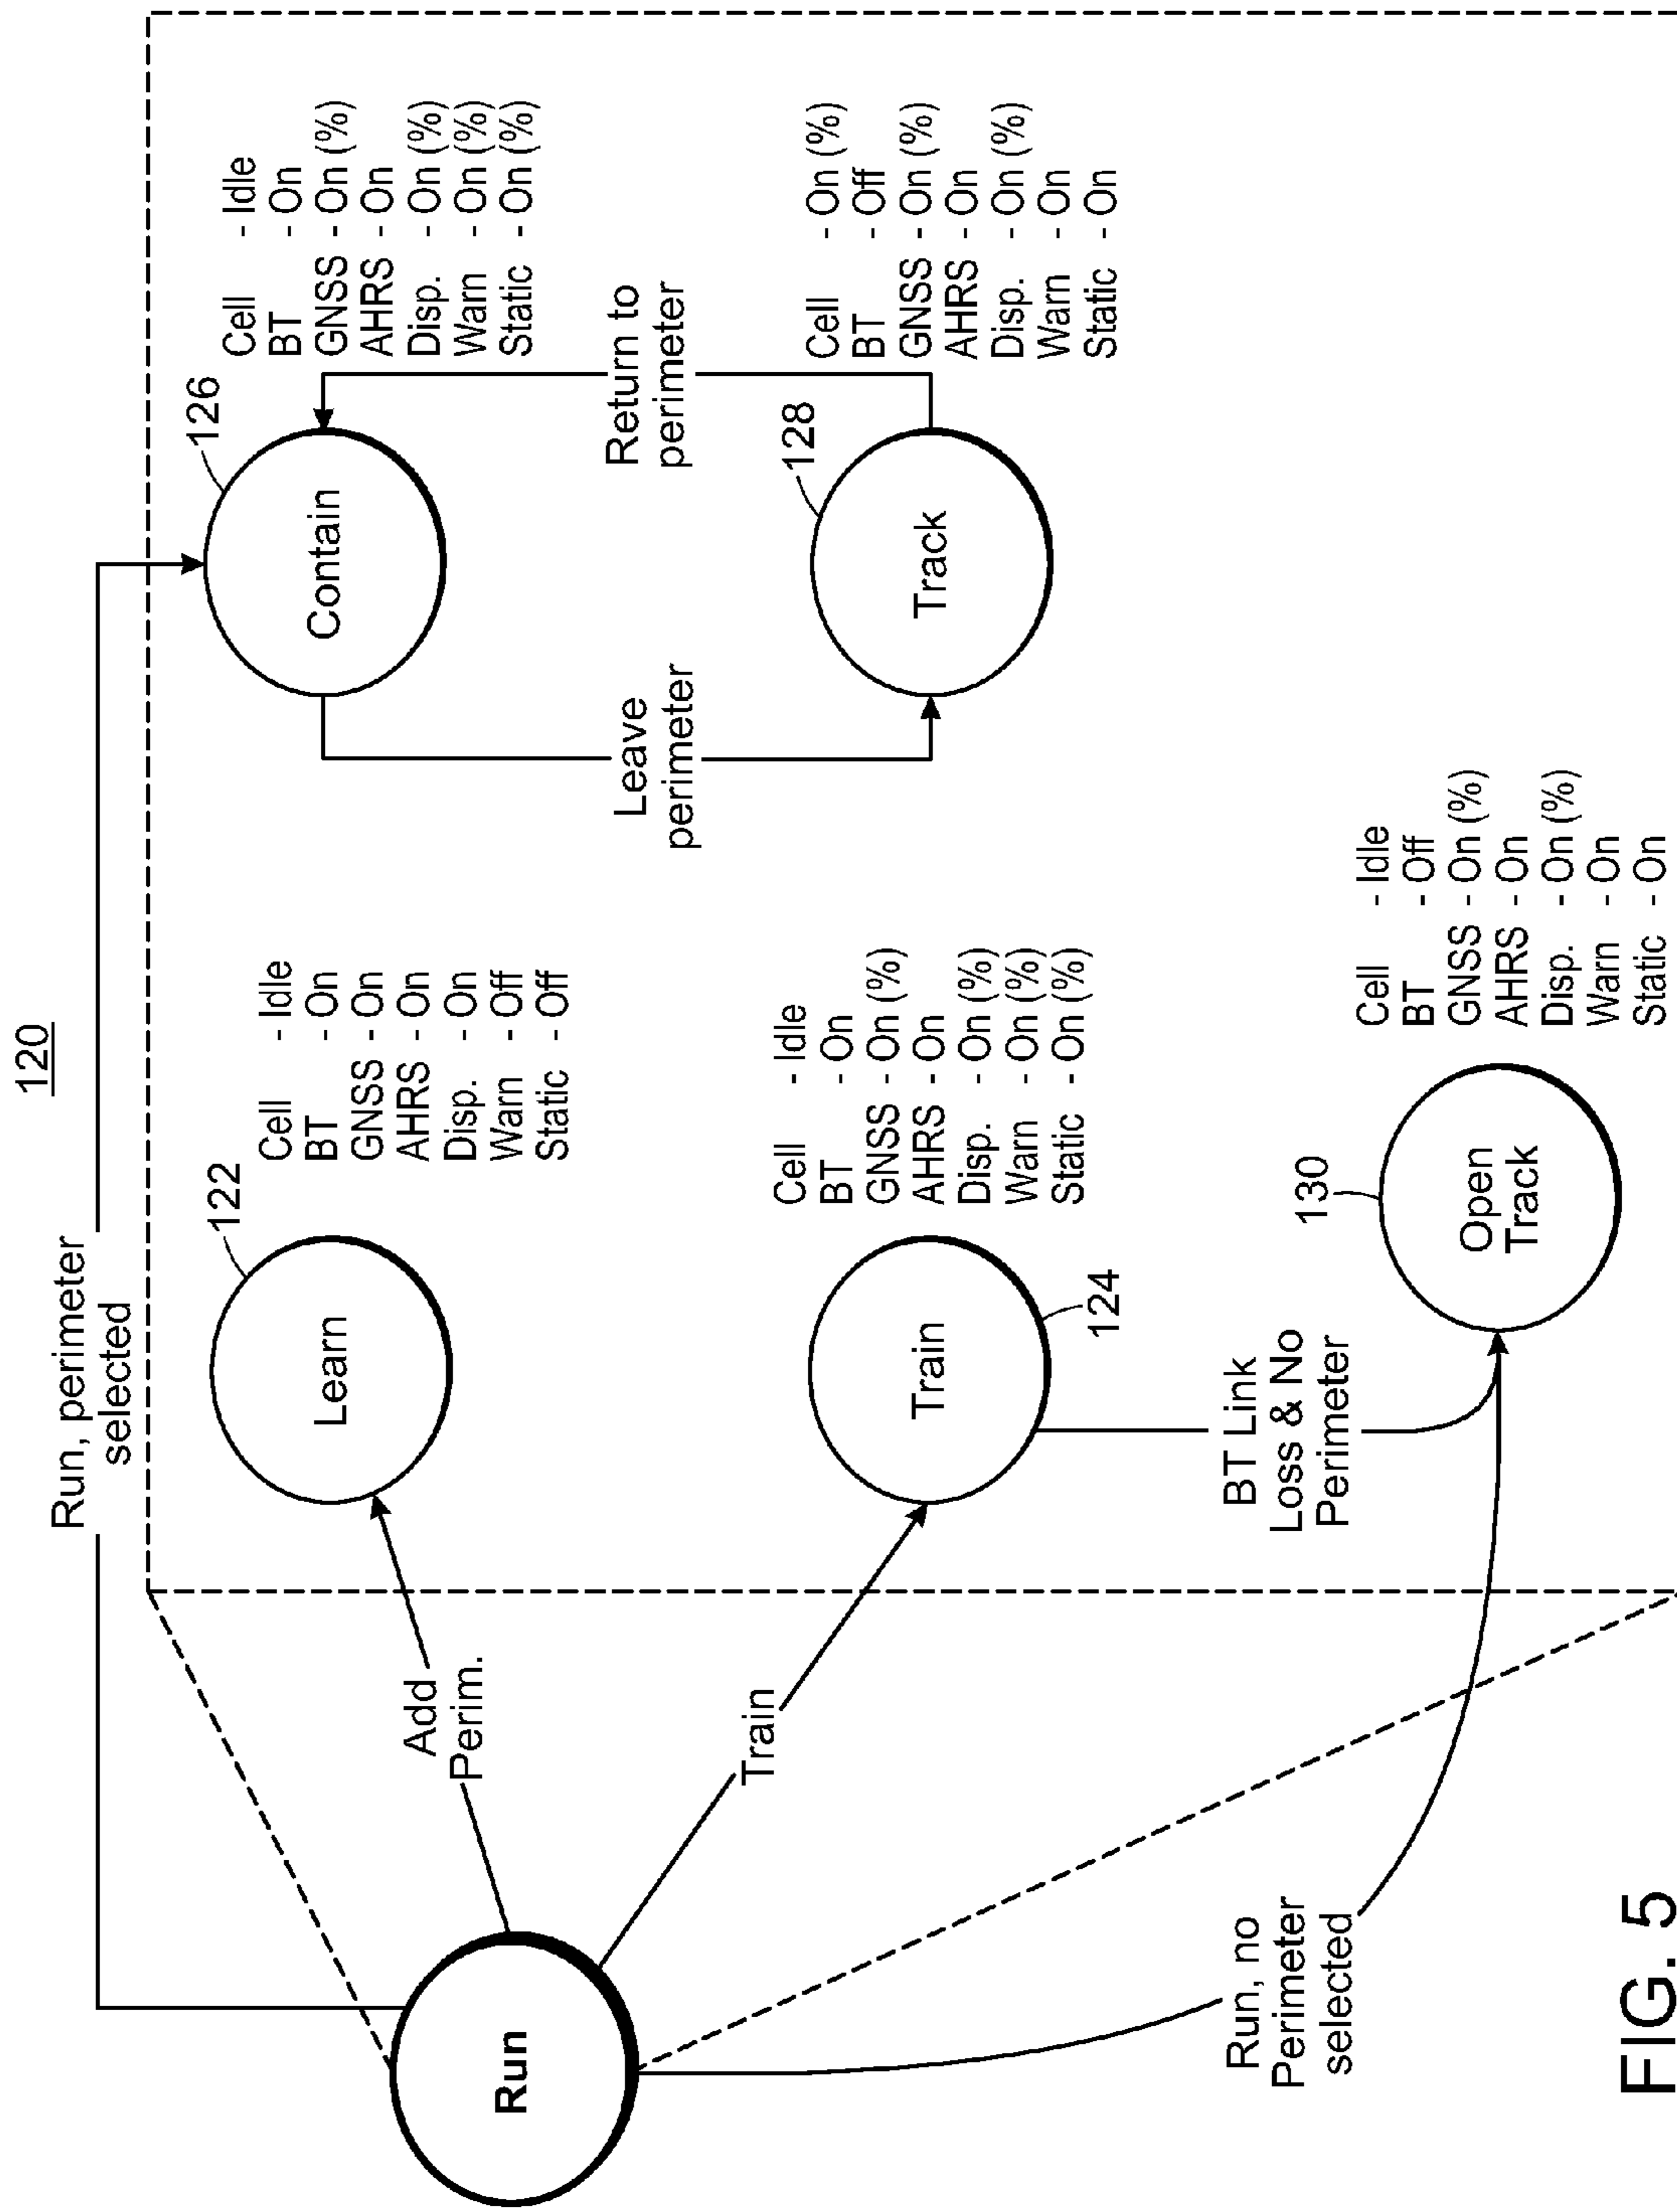 120
Run, perimeter
selected
Run
Add
Perim.
Train
Run, no
Perimeter
selected
122
Learn
Cell - Idle
BT - On
GNSS - On
AHRS - On
Disp. - On
Warn - Off
Static - Off
124
Train
Cell - Idle
BT - On
GNSS - On (%)
AHRS - On
Disp. - On (%)
Warn - On (%)
Static - On (%)
BT Link
Loss & No
Perimeter
130
Open
Track
Cell - Idle
BT - Off
GNSS - On (%)
AHRS - On
Disp. - On (%)
Warn - On
Static - On
126
Contain
Cell - Idle
BT - On
GNSS - On (%)
AHRS - On
Disp. - On (%)
Warn - On (%)
Static - On (%)
Leave
perimeter
Return to
perimeter
128
Track
Cell - On (%)
BT - Off
GNSS - On (%)
AHRS - On
Disp. - On (%)
Warn - On
Static - On
FIG. 5